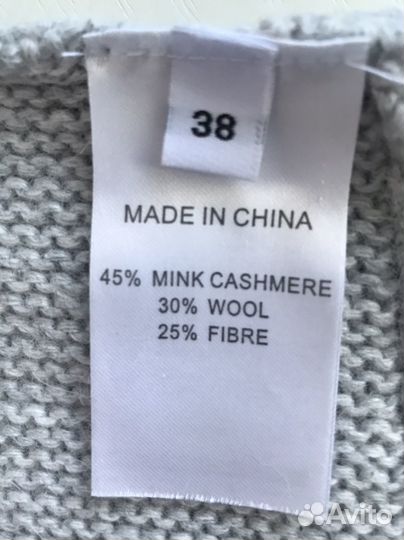 38
MADE IN CHINA
45% MINK CASHMERE
30% WOOL
25% FIBRE
Avito